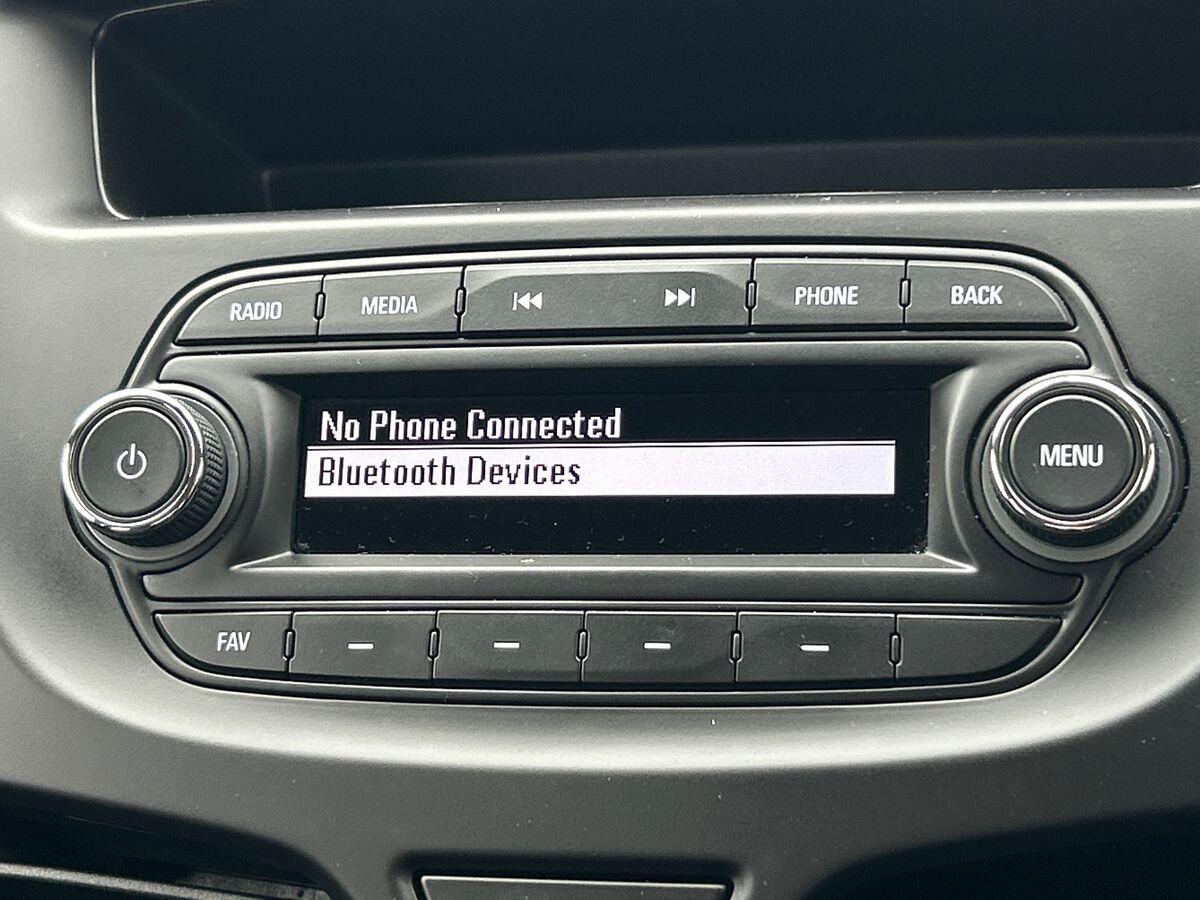 RADIO
MEDIA
PHONE
BACK
No Phone Connected
Bluetooth Devices
MENU
FAV